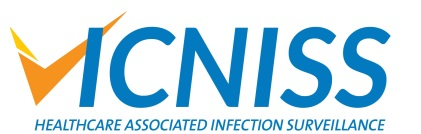 VICNISS
HEALTHCARE ASSOCIATED INFECTION SURVEILLANCE